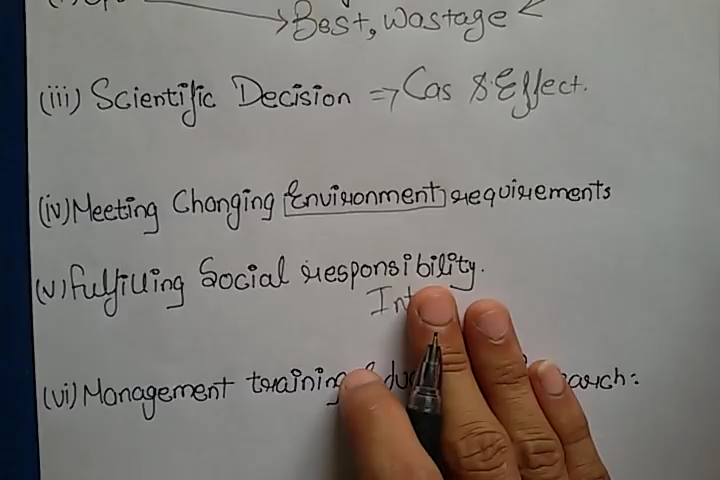 Best, Wastage
(iii) Scientific Decision => Cas & Effect.
(iv) Meeting Changing Environment requirements
(v) Fulfilling Social responsibility.
(vi) Management training